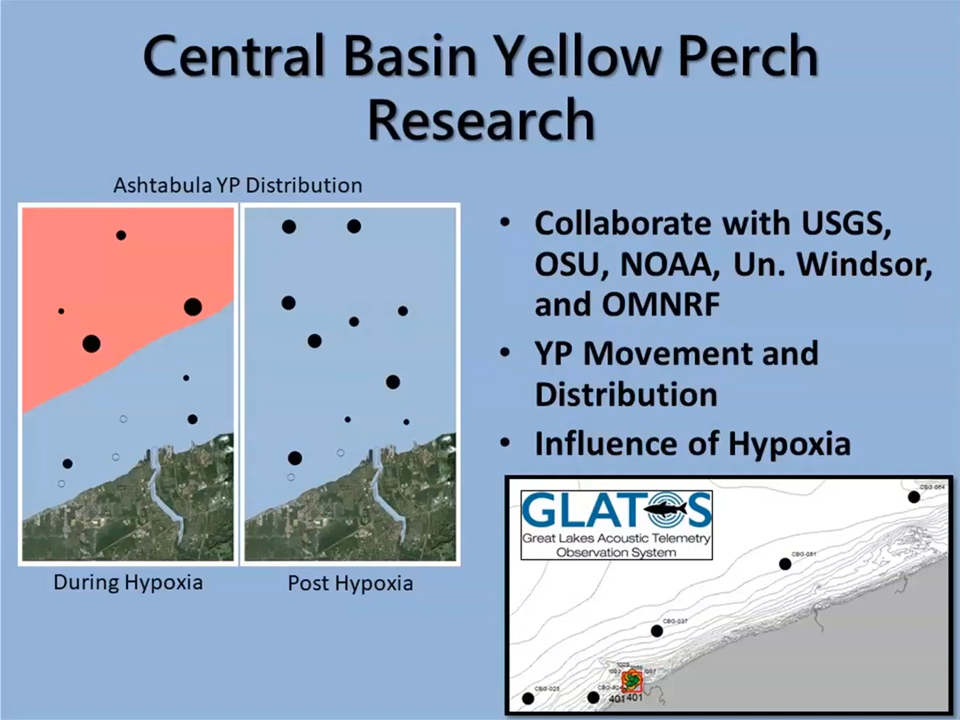 Central Basin Yellow Perch
Research
Ashtabula YP Distribution
• Collaborate with USGS,
OSU, NOAA, Un. Windsor,
and OMNRF
• YP Movement and
Distribution
• Influence of Hypoxia
During Hypoxia
Post Hypoxia
GLATOS
Great Lakes Acoustic Telemetry
Observation System
CBG-051
CBG-037
401
401